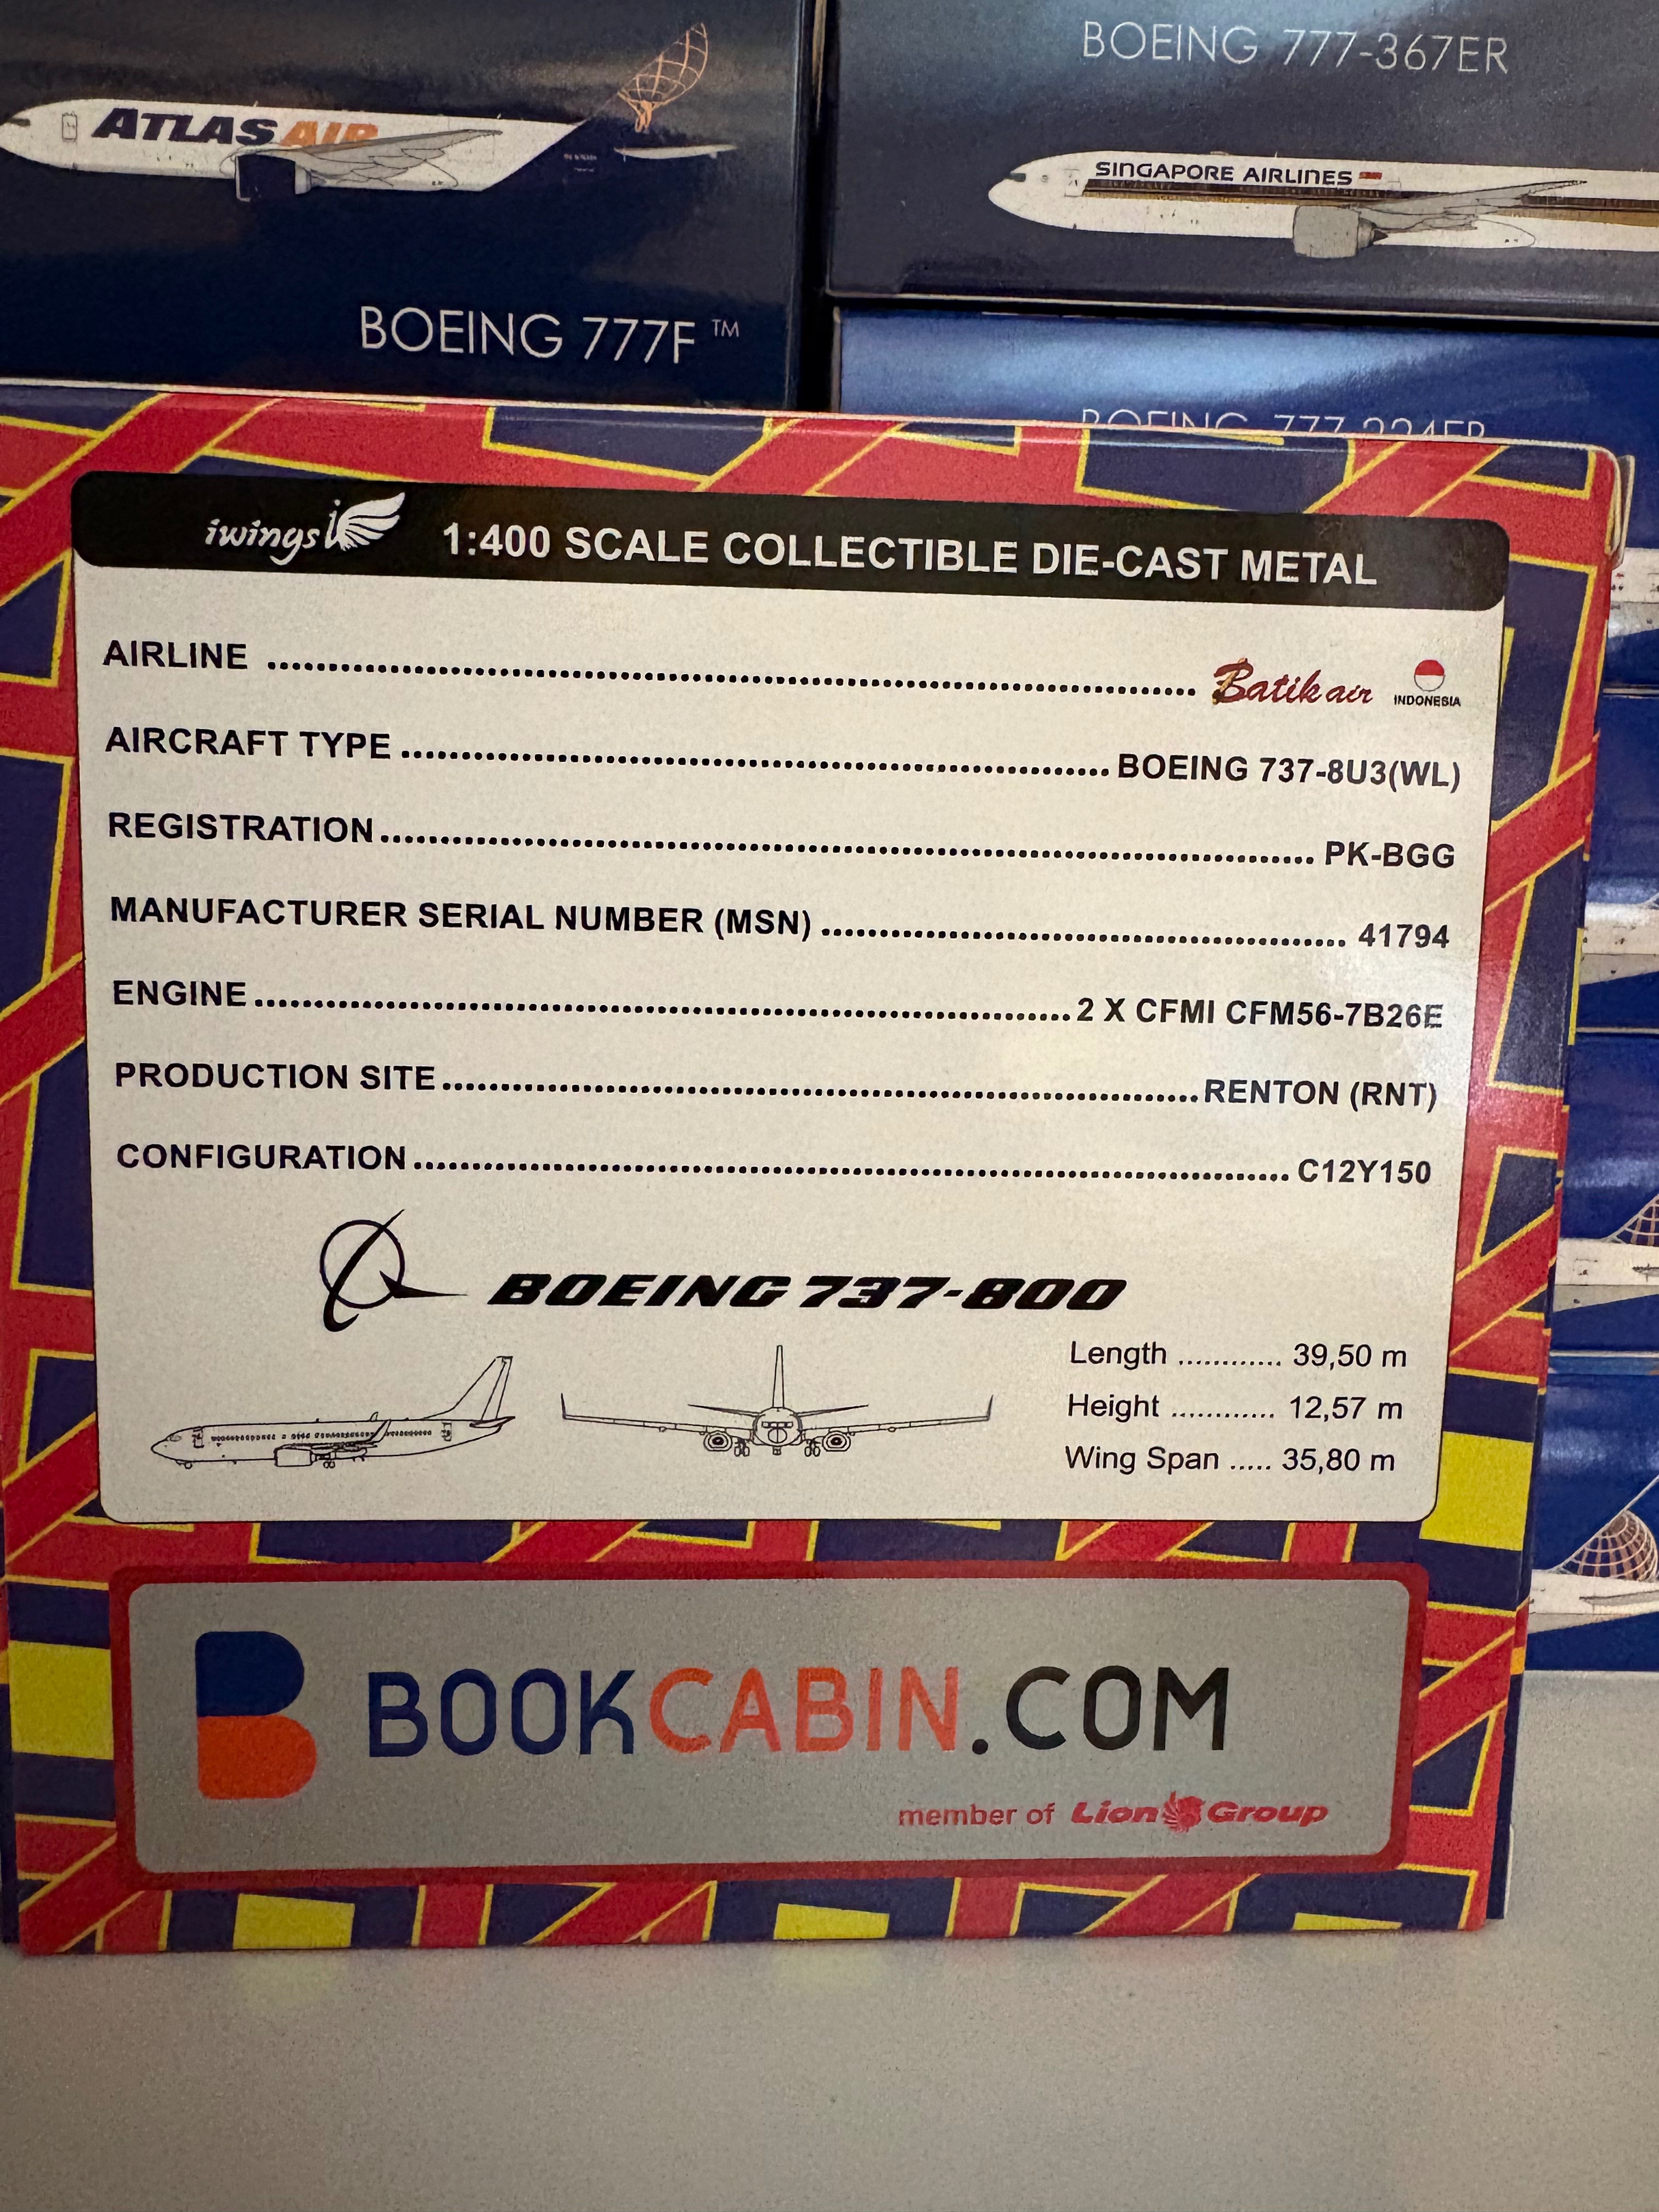 ATLAS AIR
BOEING 777F ™
BOEING 777-367ER
SINGAPORE AIRLINES
BOEING 777-224ER
iwings
1:400 SCALE COLLECTIBLE DIE-CAST METAL
AIRLINE ........................................ Batik air INDONESIA
AIRCRAFT TYPE ........................................ BOEING 737-8U3(WL)
REGISTRATION ........................................ PK-BGG
MANUFACTURER SERIAL NUMBER (MSN) ........................................ 41794
ENGINE ........................................ 2 X CFMI CFM56-7B26E
PRODUCTION SITE ........................................ RENTON (RNT)
CONFIGURATION ........................................ C12Y150
BOEING 737-800
Length ............ 39,50 m
Height ............ 12,57 m
Wing Span ..... 35,80 m
BOOKCABIN.COM
member of Lion Group